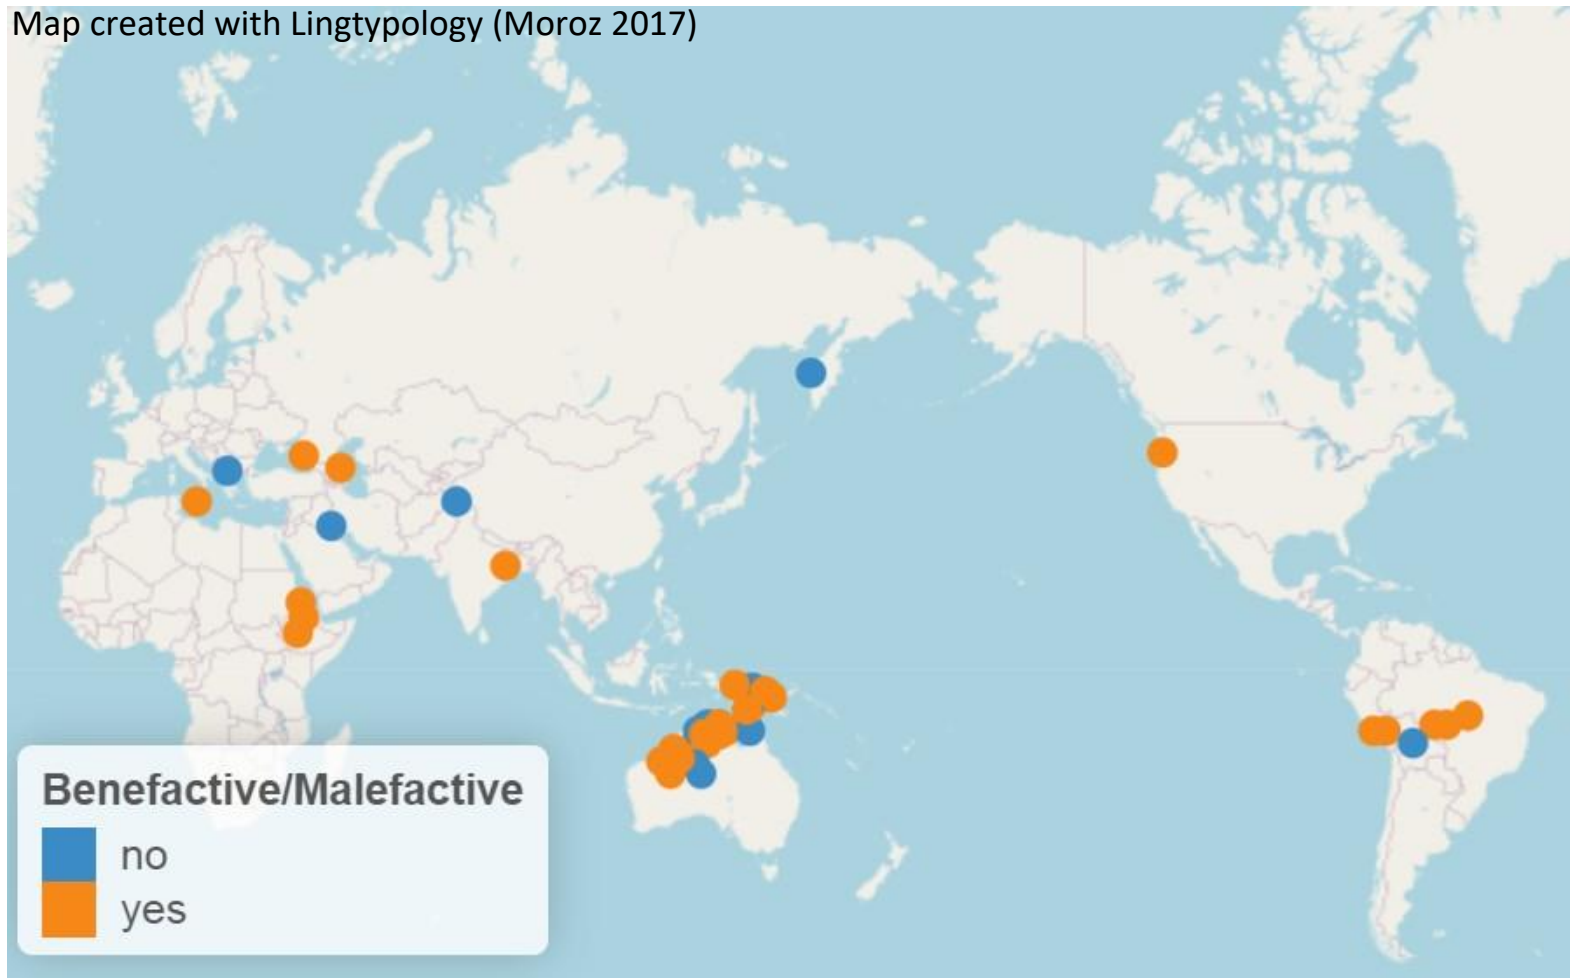 Map created with Lingtypology (Moroz 2017)
Benefactive/Malefactive
no
yes